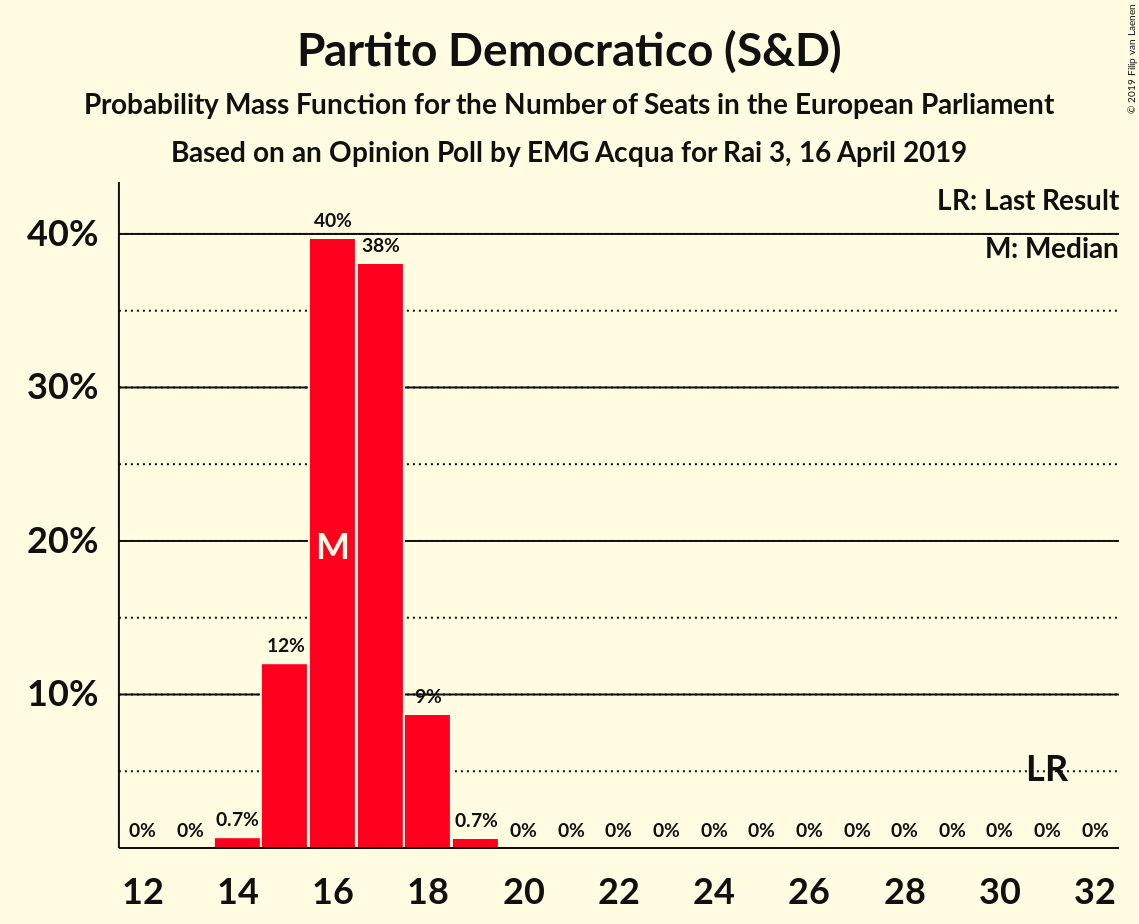 Partito Democratico (S&D)
Probability Mass Function for the Number of Seats in the European Parliament
Based on an Opinion Poll by EMG Acqua for Rai 3, 16 April 2019
© 2019 Filip van Laenen
LR: Last Result
M: Median
40%
30%
20%
10%
0% 0% 0.7% 12% 40% 38% 9% 0.7% 0% 0% 0% 0% 0% 0% 0% 0% 0% 0% 0% 0% 0%
M
LR
12 14 16 18 20 22 24 26 28 30 32